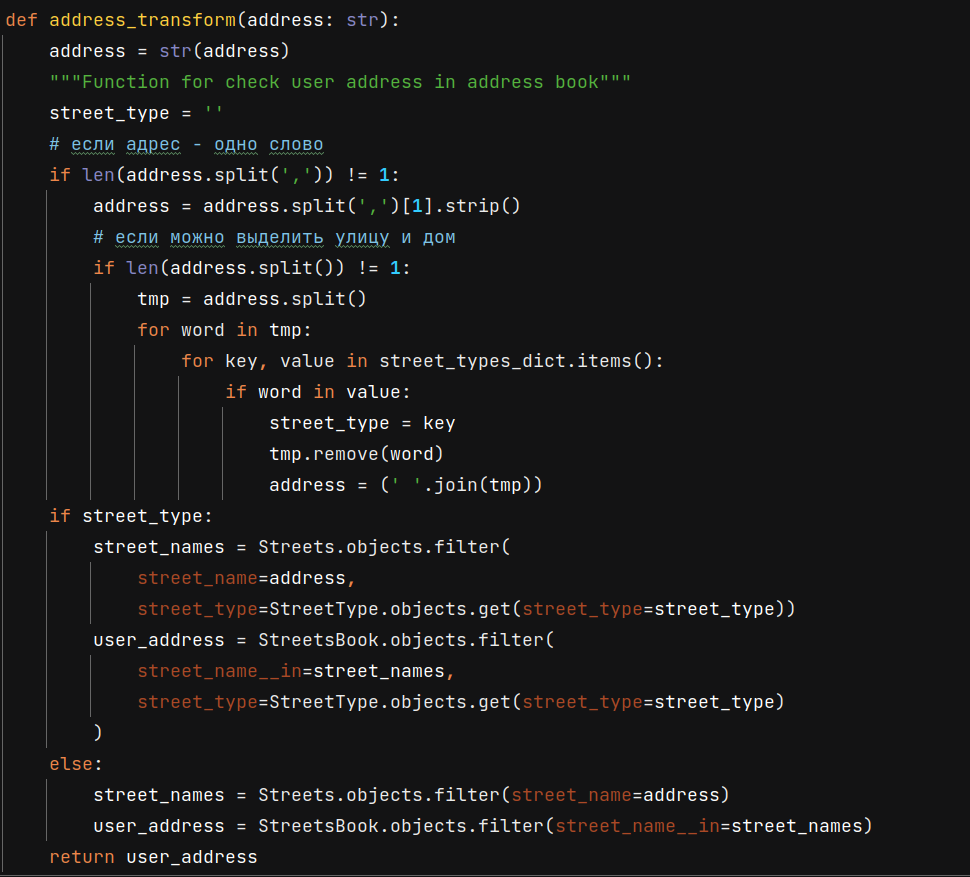 def address_transform(address: str):
    address = str(address)
    """Function for check user address in address book"""
    street_type = ''
    # если адрес - одно слово
    if len(address.split(',')) != 1:
        address = address.split(',')[1].strip()
        # если можно выделить улицу и дом
        if len(address.split()) != 1:
            tmp = address.split()
            for word in tmp:
                for key, value in street_types_dict.items():
                    if word in value:
                        street_type = key
                        tmp.remove(word)
                        address = (' '.join(tmp))
    if street_type:
        street_names = Streets.objects.filter(
            street_name=address,
            street_type=StreetType.objects.get(street_type=street_type))
        user_address = StreetsBook.objects.filter(
            street_name__in=street_names,
            street_type=StreetType.objects.get(street_type=street_type)
        )
    else:
        street_names = Streets.objects.filter(street_name=address)
        user_address = StreetsBook.objects.filter(street_name__in=street_names)
    return user_address